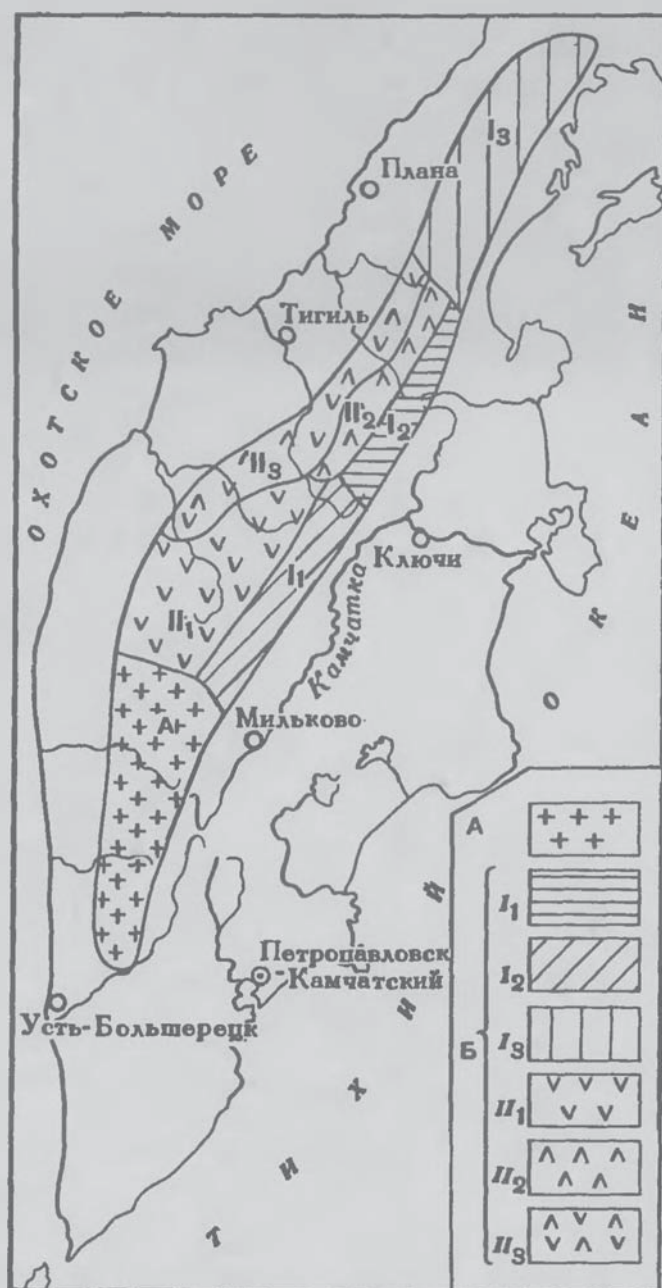 ОХОТСКОЕ МОРЕ
I3
Плана
Тигиль
II2
I2
II3
Ключи
I1
Камчатка
II1
Мильково
А
Петропавловск
-Камчатский
Усть-Большерецк
ТИХИЙ
ОКЕАН
А
Б
I1
I2
I3
II1
II2
II3